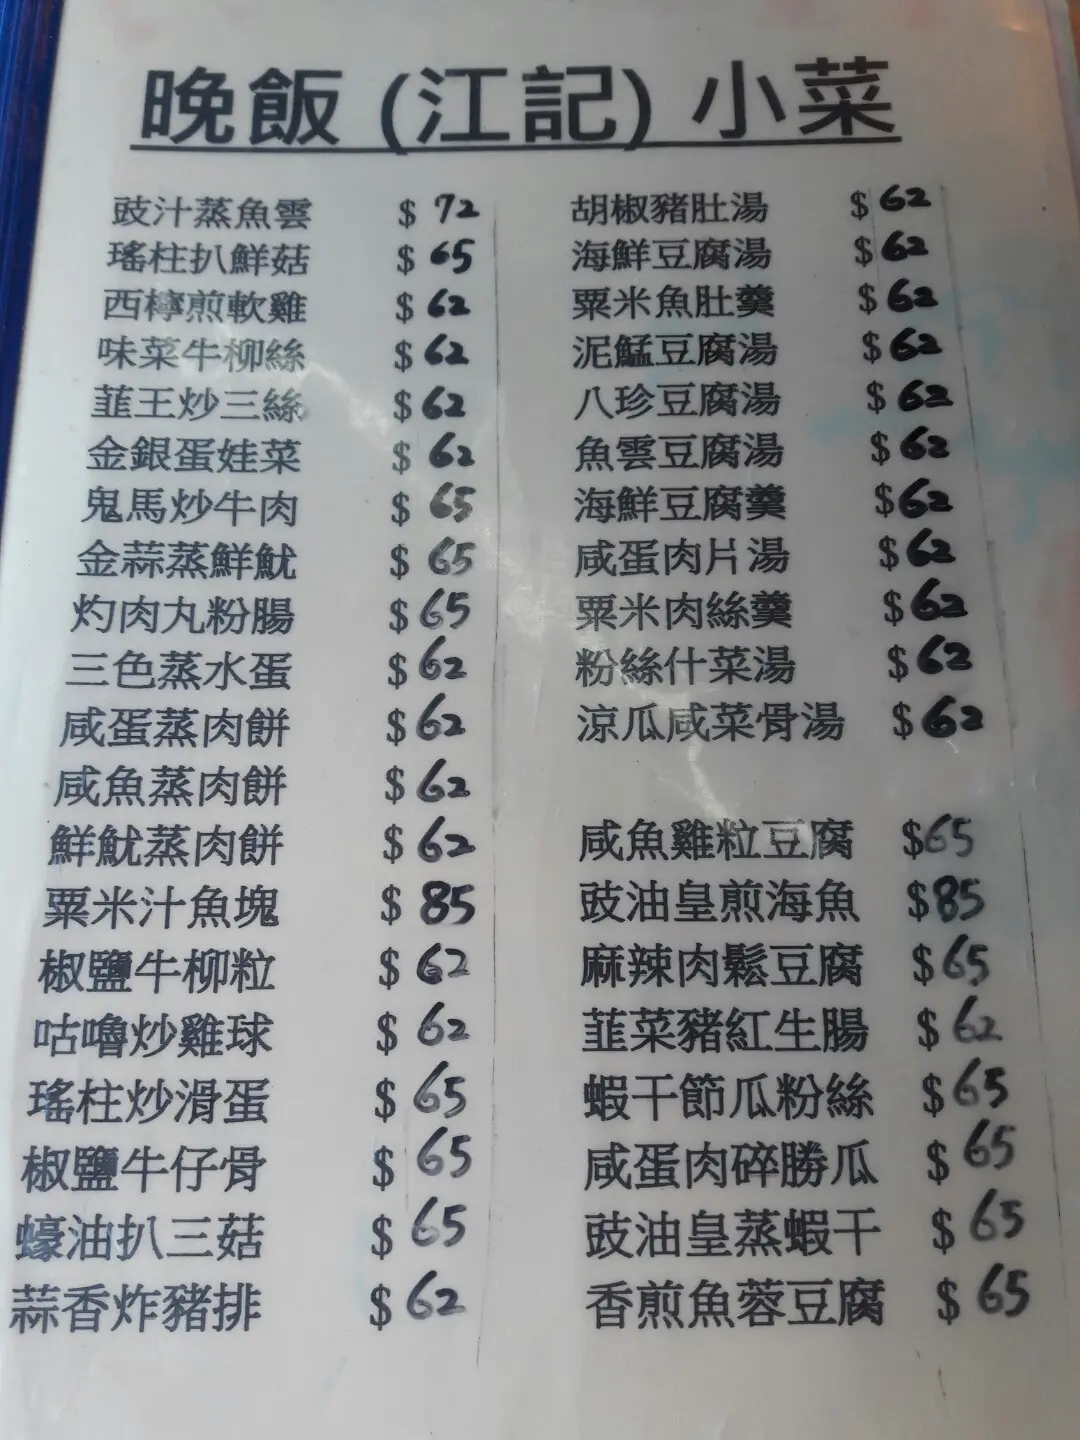 晚飯 (江記) 小菜
豉汁蒸魚雲 $ 72
瑤柱扒鮮菇 $ 65
西檸煎軟雞 $ 62
味菜牛柳絲 $ 62
韮王炒三絲 $ 62
金銀蛋娃菜 $ 62
鬼馬炒牛肉 $ 65
金蒜蒸鮮魷 $ 65
灼肉丸粉腸 $ 65
三色蒸水蛋 $ 62
咸蛋蒸肉餅 $ 62
咸魚蒸肉餅 $ 62
鮮魷蒸肉餅 $ 62
粟米汁魚塊 $ 85
椒鹽牛柳粒 $ 62
咕嚕炒雞球 $ 62
瑤柱炒滑蛋 $ 65
椒鹽牛仔骨 $ 65
蠔油扒三菇 $ 65
蒜香炸豬排 $ 62
胡椒豬肚湯 $ 62
海鮮豆腐湯 $ 62
粟米魚肚羹 $ 62
泥鯭豆腐湯 $ 62
八珍豆腐湯 $ 62
魚雲豆腐湯 $ 62
海鮮豆腐羹 $ 62
咸蛋肉片湯 $ 62
粟米肉絲羹 $ 62
粉絲什菜湯 $ 62
涼瓜咸菜骨湯 $ 62
咸魚雞粒豆腐 $65
豉油皇煎海魚 $85
麻辣肉鬆豆腐 $65
韮菜豬紅生腸 $ 62
蝦干節瓜粉絲 $ 65
咸蛋肉碎勝瓜 $ 65
豉油皇蒸蝦干 $ 65
香煎魚蓉豆腐 $ 65